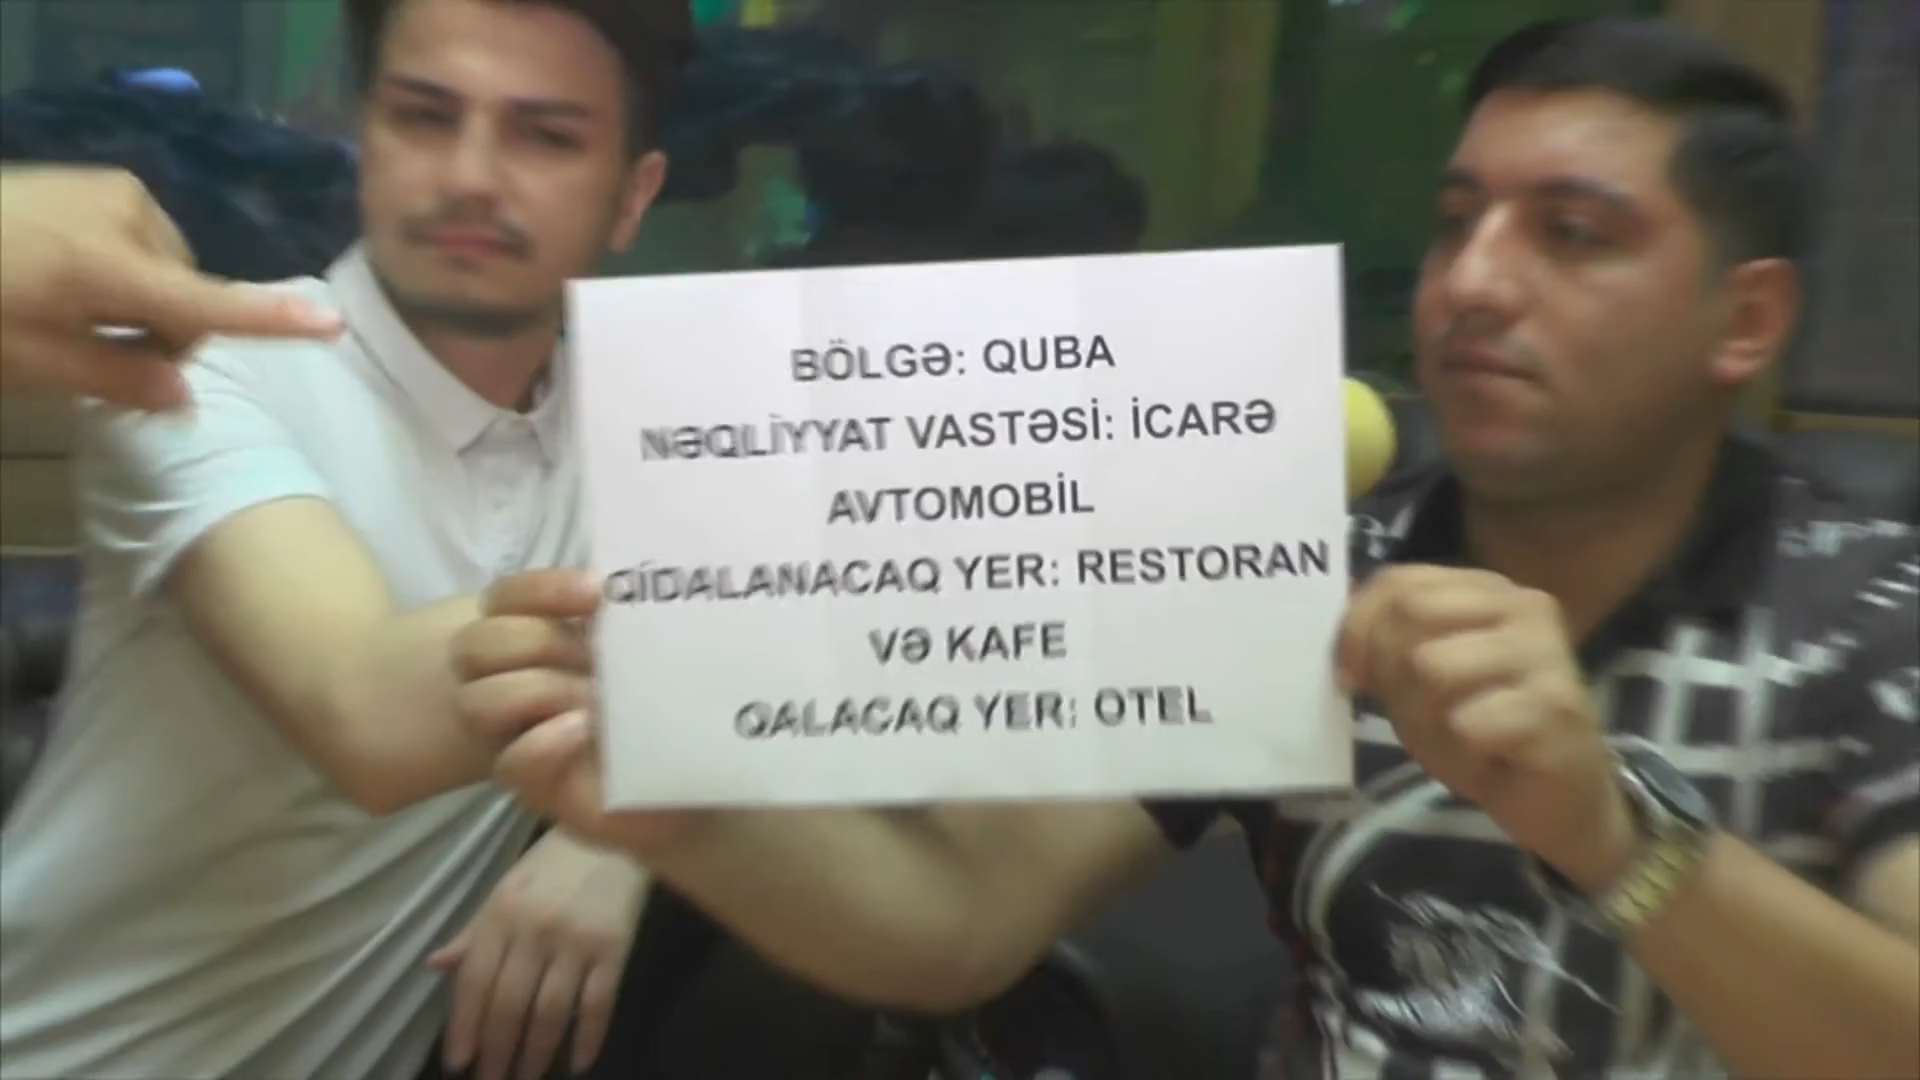 BÖLGƏ: QUBA
NƏQLİYYAT VASTƏSİ: İCARƏ
AVTOMOBİL
QİDALANACAQ YER: RESTORAN
VƏ KAFE
QALACAQ YER: OTEL